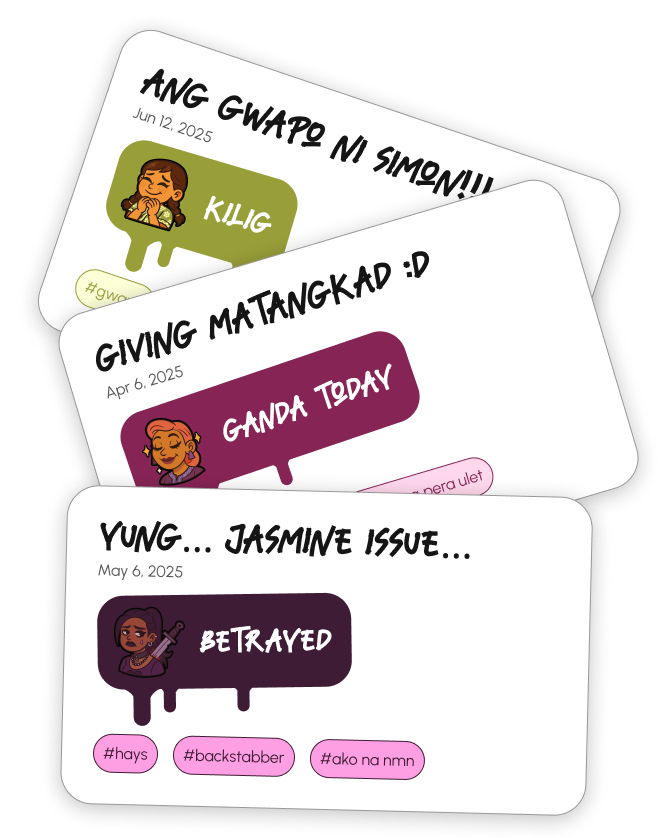 ANG GWAPO NI SIMON!!!
Jun 12, 2025
KILIG
GIVING MATANGKAD :D
Apr 6, 2025
GANDA TODAY
pera ulet
YUNG... JASMINE ISSUE...
May 6, 2025
BETRAYED
#hays
#backstabber
#ako na nmn